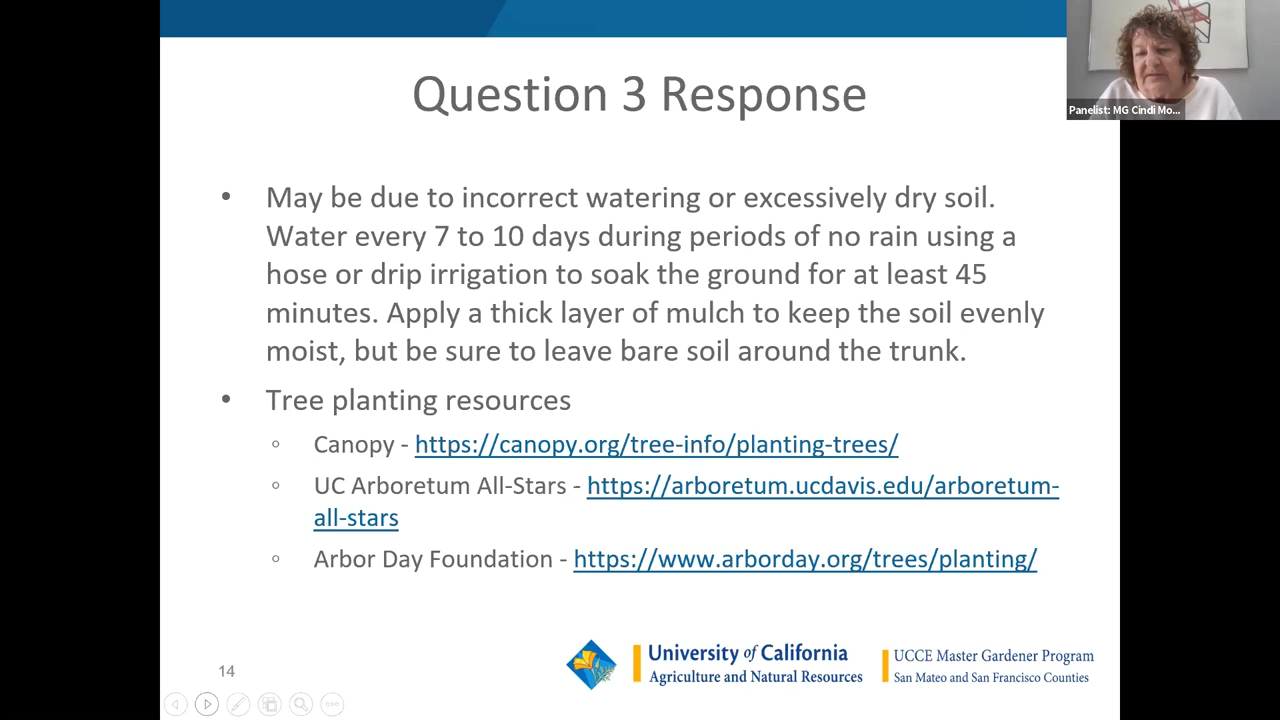 Question 3 Response
Panelist: MG Cindi Mo...
• May be due to incorrect watering or excessively dry soil.
Water every 7 to 10 days during periods of no rain using a
hose or drip irrigation to soak the ground for at least 45
minutes. Apply a thick layer of mulch to keep the soil evenly
moist, but be sure to leave bare soil around the trunk.
• Tree planting resources
◦ Canopy - https://canopy.org/tree-info/planting-trees/
◦ UC Arboretum All-Stars - https://arboretum.ucdavis.edu/arboretum-
all-stars
◦ Arbor Day Foundation - https://www.arborday.org/trees/planting/
14
University of California
Agriculture and Natural Resources
UCCE Master Gardener Program
San Mateo and San Francisco Counties